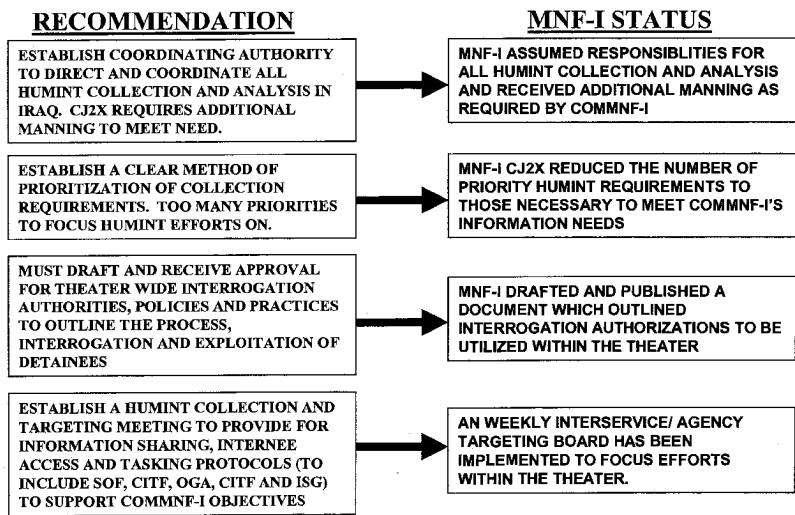 RECOMMENDATION
MNF-I STATUS
ESTABLISH COORDINATING AUTHORITY
TO DIRECT AND COORDINATE ALL
HUMINT COLLECTION AND ANALYSIS IN
IRAQ. CJ2X REQUIRES ADDITIONAL
MANNING TO MEET NEED.
MNF-I ASSUMED RESPONSIBLITIES FOR
ALL HUMINT COLLECTION AND ANALYSIS
AND RECEIVED ADDITIONAL MANNING AS
REQUIRED BY COMMNF-I
ESTABLISH A CLEAR METHOD OF
PRIORITIZATION OF COLLECTION
REQUIREMENTS. TOO MANY PRIORITIES
TO FOCUS HUMINT EFFORTS ON.
MNF-I CJ2X REDUCED THE NUMBER OF
PRIORITY HUMINT REQUIREMENTS TO
THOSE NECESSARY TO MEET COMMNF-I'S
INFORMATION NEEDS
MUST DRAFT AND RECEIVE APPROVAL
FOR THEATER WIDE INTERROGATION
AUTHORITIES, POLICIES AND PRACTICES
TO OUTLINE THE PROCESS,
INTERROGATION AND EXPLOITATION OF
DETAINEES
MNF-I DRAFTED AND PUBLISHED A
DOCUMENT WHICH OUTLINED
INTERROGATION AUTHORIZATIONS TO BE
UTILIZED WITHIN THE THEATER
ESTABLISH A HUMINT COLLECTION AND
TARGETING MEETING TO PROVIDE FOR
INFORMATION SHARING, INTERNEE
ACCESS AND TASKING PROTOCOLS (TO
INCLUDE SOF, CITF, OGA, CITF AND ISG)
TO SUPPORT COMMNF-I OBJECTIVES
AN WEEKLY INTERSERVICE/ AGENCY
TARGETING BOARD HAS BEEN
IMPLEMENTED TO FOCUS EFFORTS
WITHIN THE THEATER.